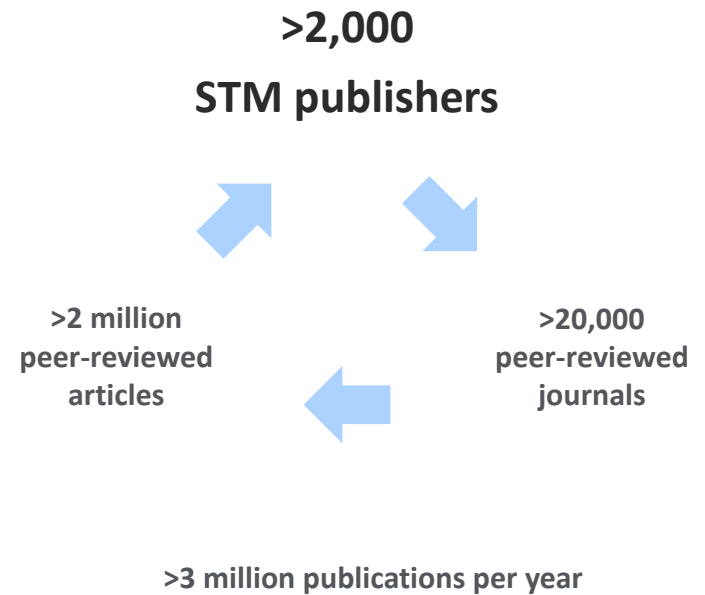 >2,000
STM publishers
>2 million
peer-reviewed
articles
>20,000
peer-reviewed
journals
>3 million publications per year